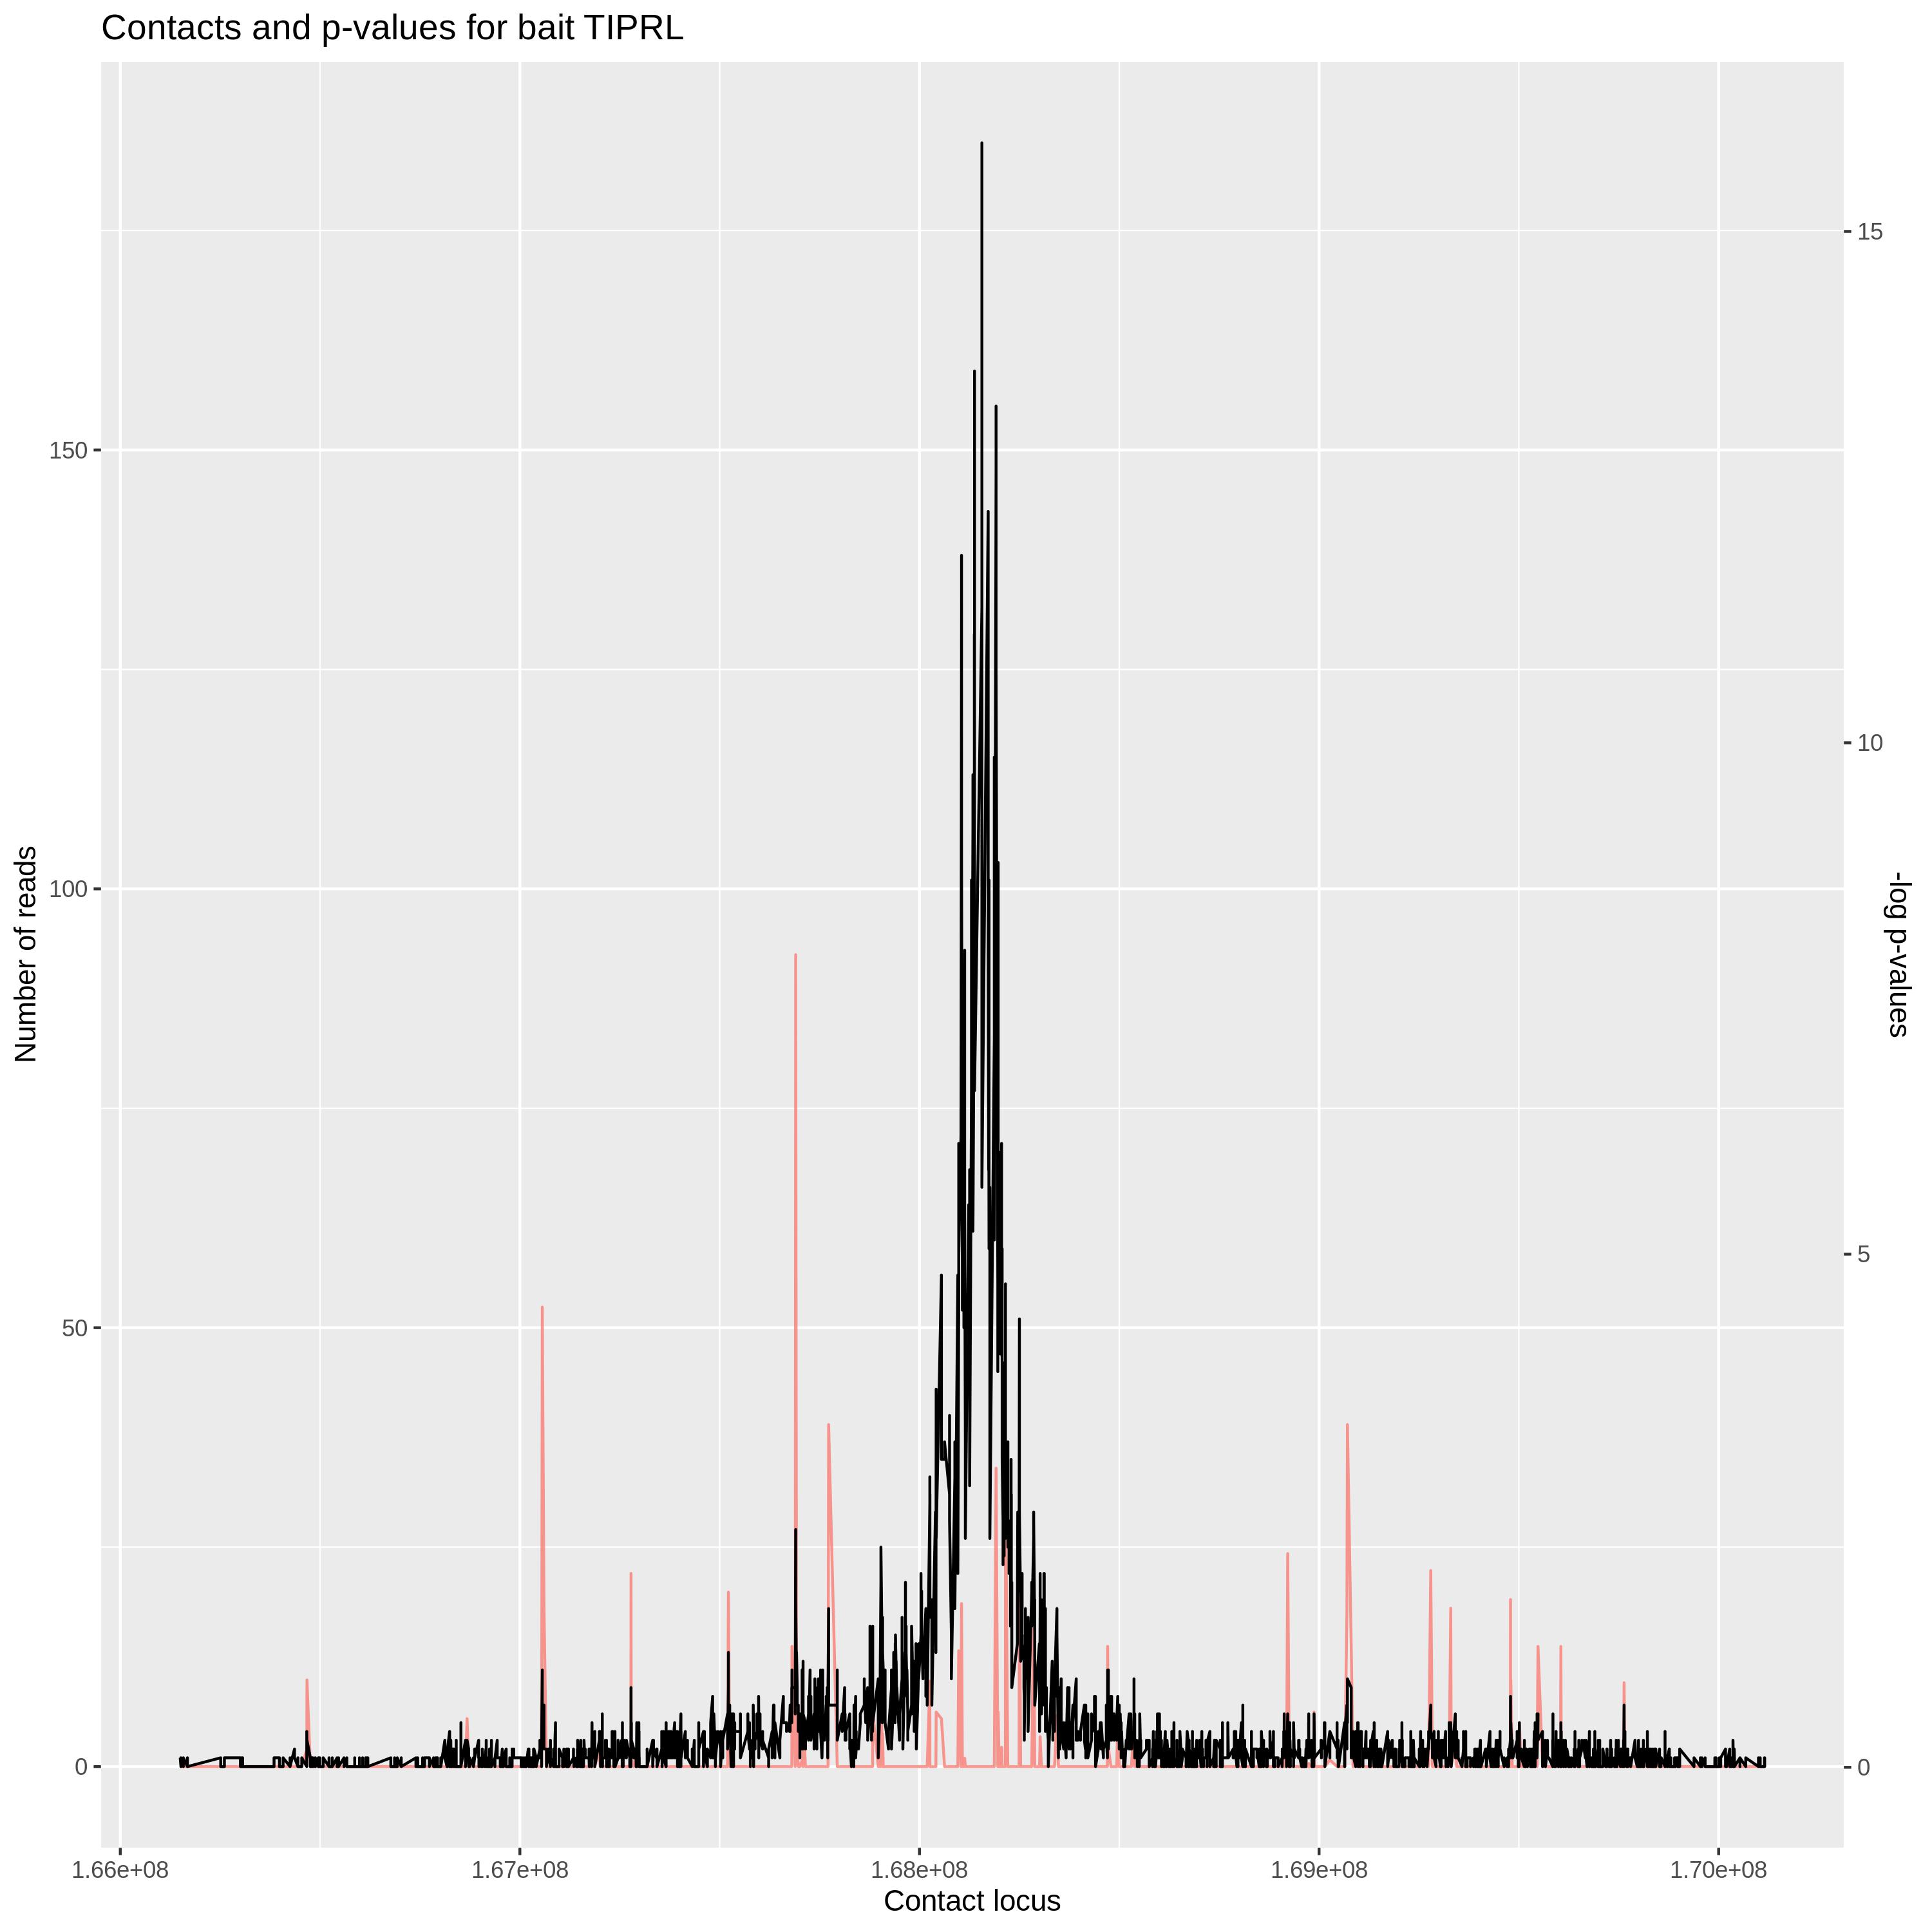 Contacts and p-values for bait TIPRL
Number of reads
150
100
50
0
15
10
5
0
-log p-values
1.66e+08
1.67e+08
1.68e+08
1.69e+08
1.70e+08
Contact locus